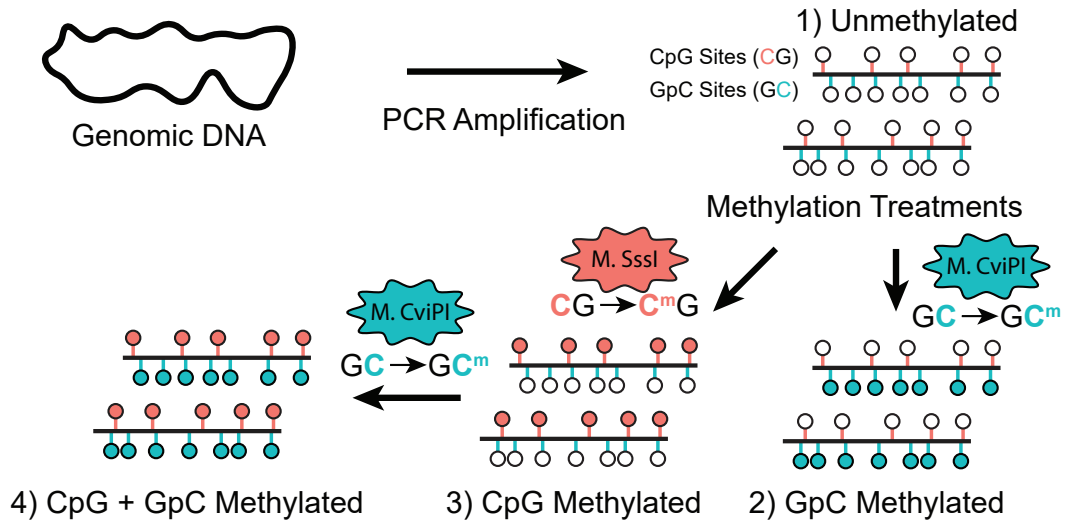 1) Unmethylated
CpG Sites (CG)
GpC Sites (GC)
Genomic DNA
PCR Amplification
Methylation Treatments
M. SssI
CG→CᵐG
M. CviPI
GC→GCᵐ
M. CviPI
GC→GCᵐ
4) CpG + GpC Methylated
3) CpG Methylated
2) GpC Methylated